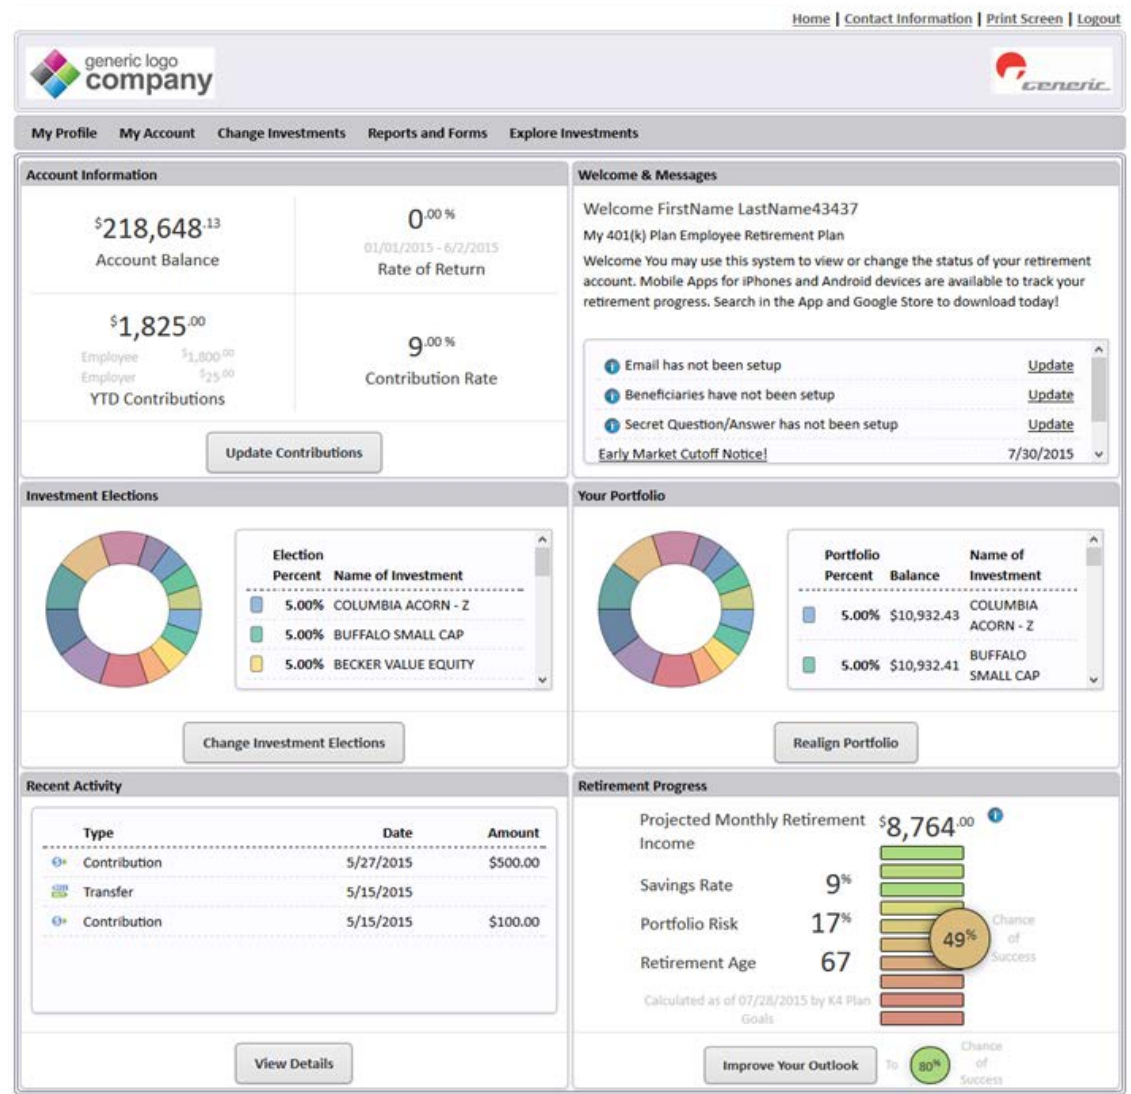 Home | Contact Information | Print Screen | Logout
generic logo
company
GENERIC
My Profile My Account Change Investments Reports and Forms Explore Investments
Account Information
$218,648.13
Account Balance
0.00 %
01/01/2015 - 6/2/2015
Rate of Return
$1,825.00
Employee $1,800.00
Employer $25.00
YTD Contributions
9.00 %
Contribution Rate
Update Contributions
Welcome & Messages
Welcome FirstName LastName43437
My 401(k) Plan Employee Retirement Plan
Welcome You may use this system to view or change the status of your retirement
account. Mobile Apps for iPhones and Android devices are available to track your
retirement progress. Search in the App and Google Store to download today!
Email has not been setup Update
Beneficiaries have not been setup Update
Secret Question/Answer has not been setup Update
Early Market Cutoff Notice! 7/30/2015
Investment Elections
Election
Percent Name of Investment
5.00% COLUMBIA ACORN - Z
5.00% BUFFALO SMALL CAP
5.00% BECKER VALUE EQUITY
Change Investment Elections
Your Portfolio
Portfolio Name of
Percent Balance Investment
5.00% $10,932.43 COLUMBIA
ACORN - Z
5.00% $10,932.41 BUFFALO
SMALL CAP
Realign Portfolio
Recent Activity
Type Date Amount
Contribution 5/27/2015 $500.00
Transfer 5/15/2015
Contribution 5/15/2015 $100.00
View Details
Retirement Progress
Projected Monthly Retirement $8,764.00
Income
Savings Rate 9%
Portfolio Risk 17%
Retirement Age 67
49%
Chance
of
Success
Calculated as of 07/28/2015 by K4 Plan
Goals
Improve Your Outlook To 80%
Chance
of
Success